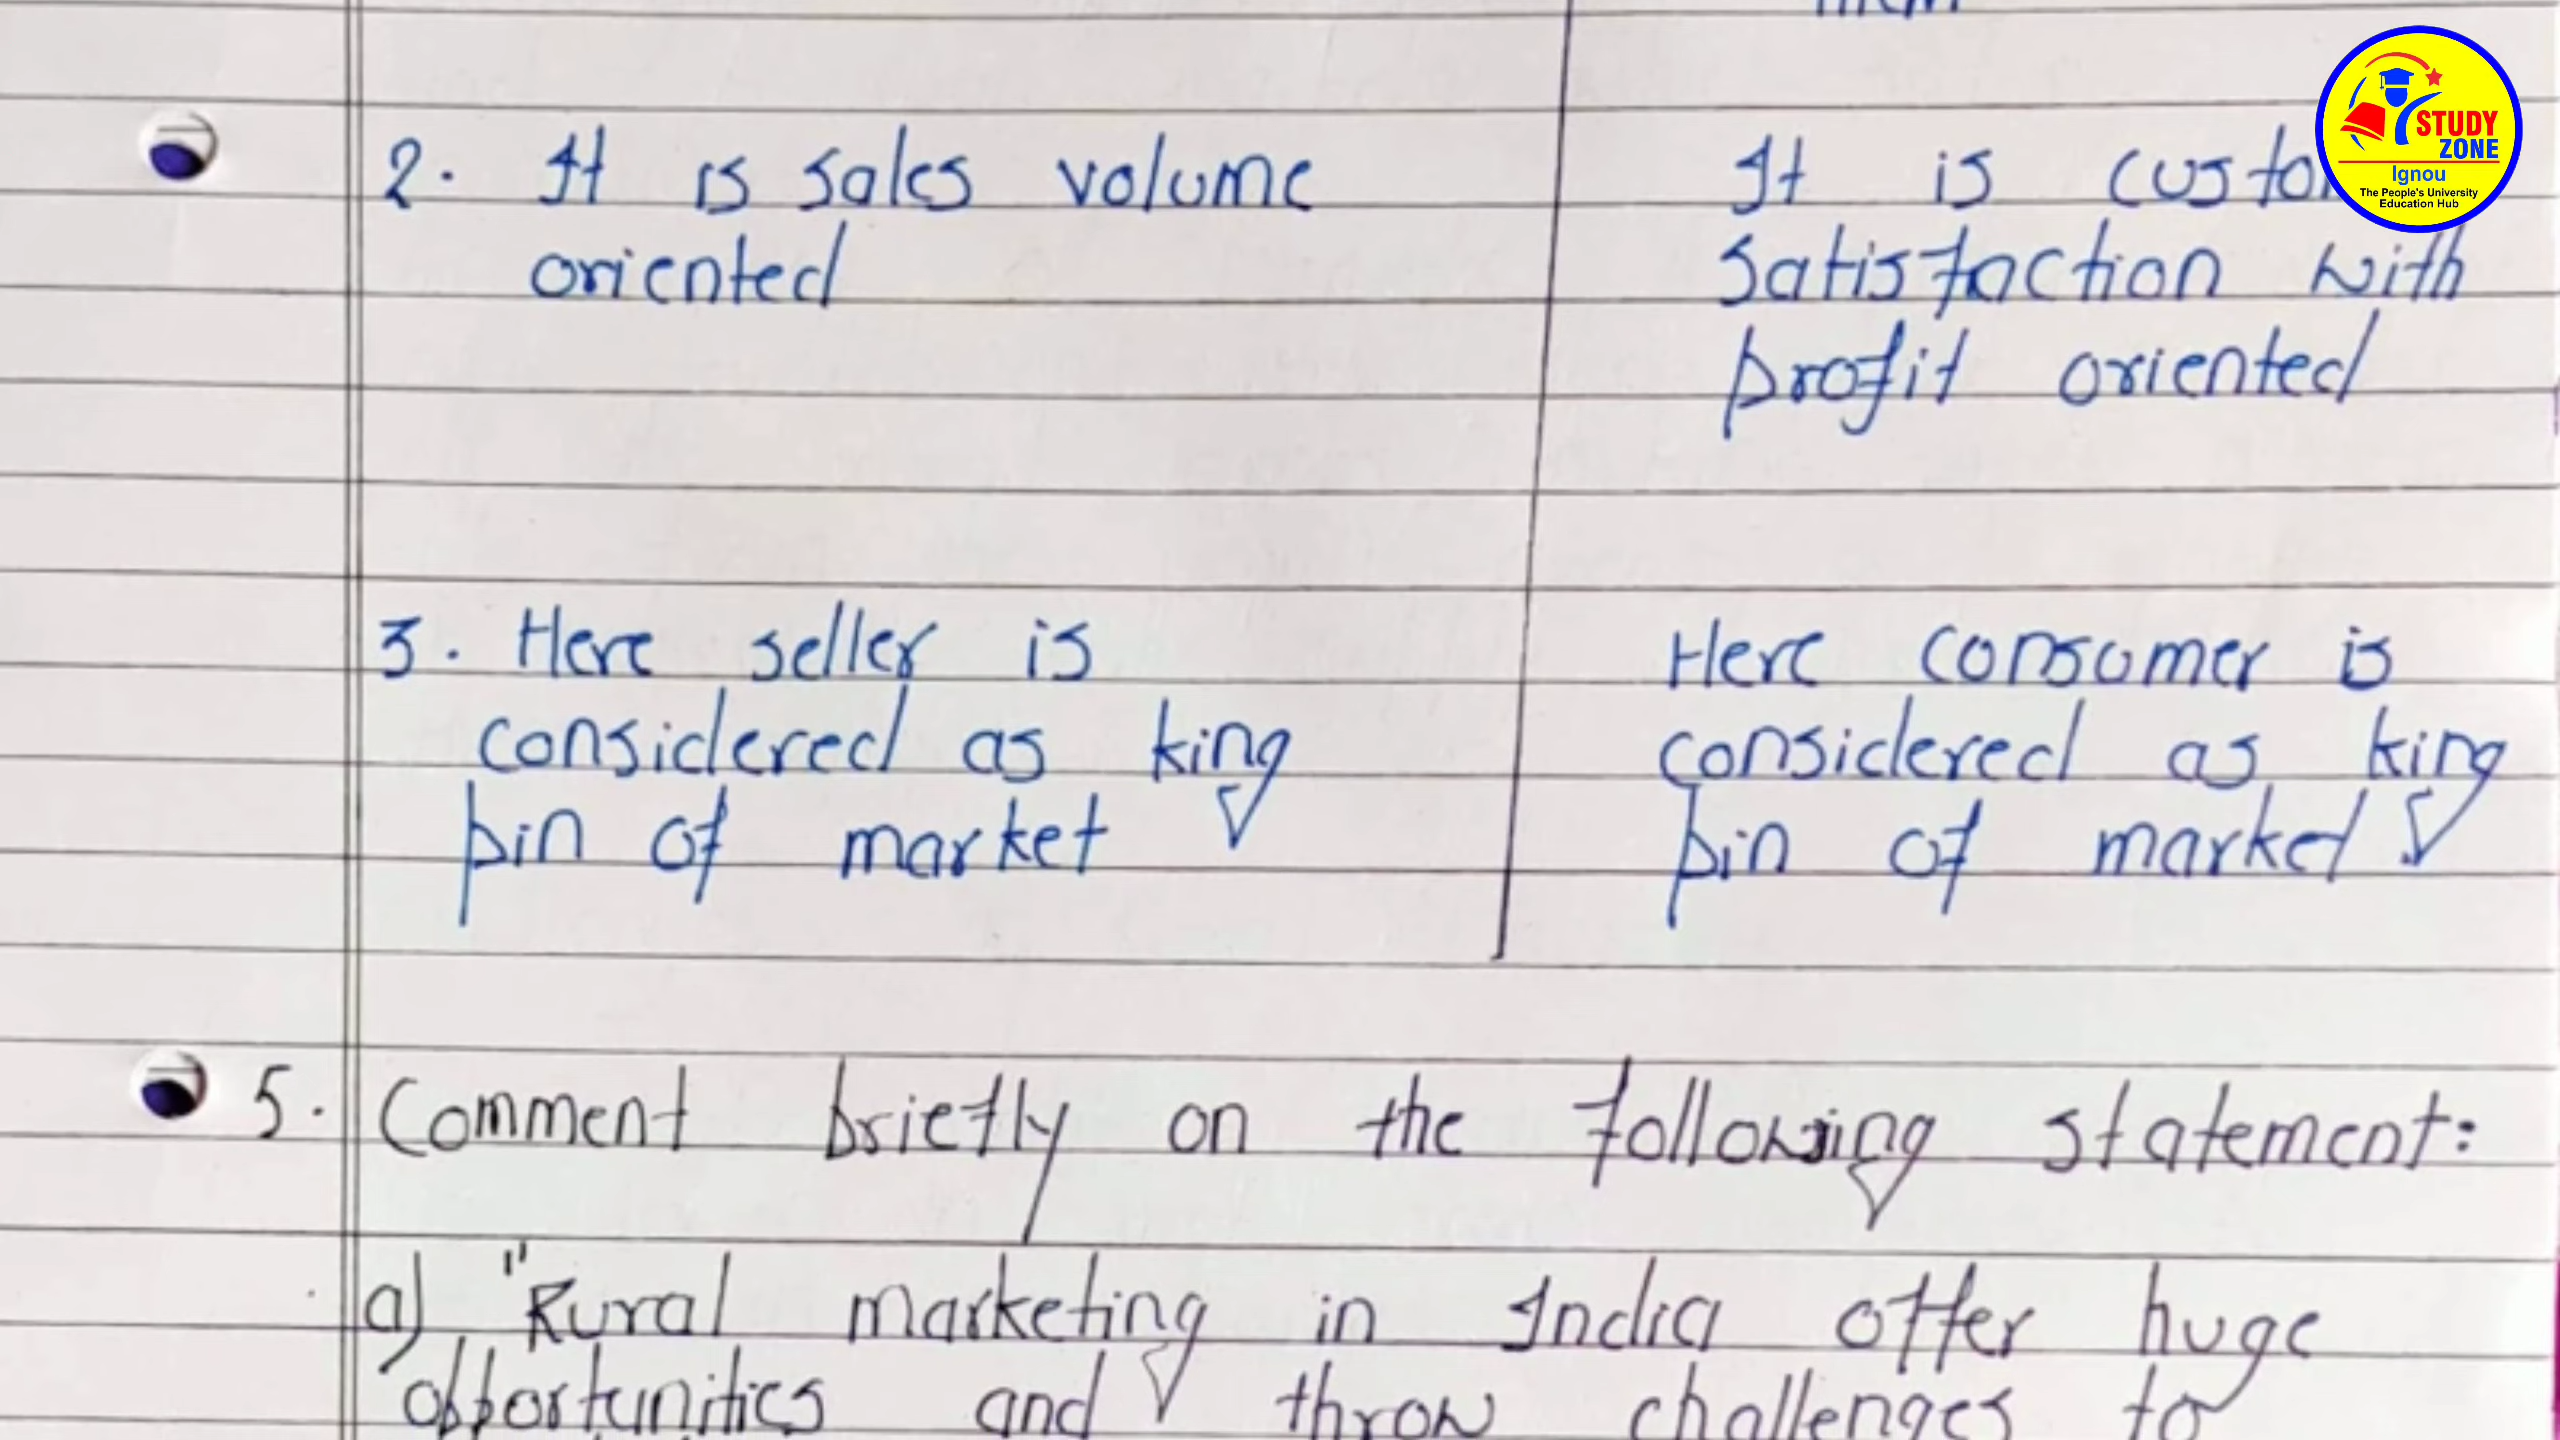 2. It is sales volume
oriented
It is
satisfaction with
profit oriented
3. Here seller is
considered as king
pin of market
Here consumer is
considered as king
pin of market
5. Comment briefly on the following statement:
a) "Rural marketing in India offer huge
opportunities and throw challenges to
STUDY
ZONE
Ignou
The People's University
Education Hub